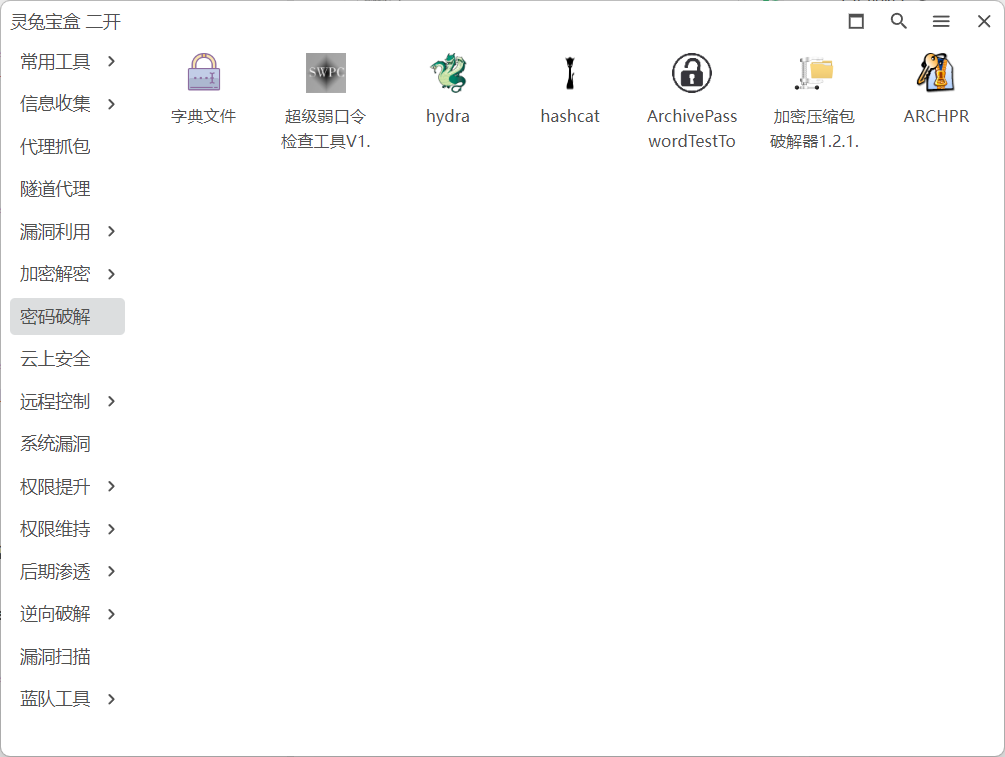 灵兔宝盒 二开
常用工具
信息收集
代理抓包
隧道代理
漏洞利用
加密解密
密码破解
云上安全
远程控制
系统漏洞
权限提升
权限维持
后期渗透
逆向破解
漏洞扫描
蓝队工具
字典文件
SWPC
超级弱口令
检查工具V1.
hydra
hashcat
ArchivePass
wordTestTo
加密压缩包
破解器1.2.1.
ARCHPR